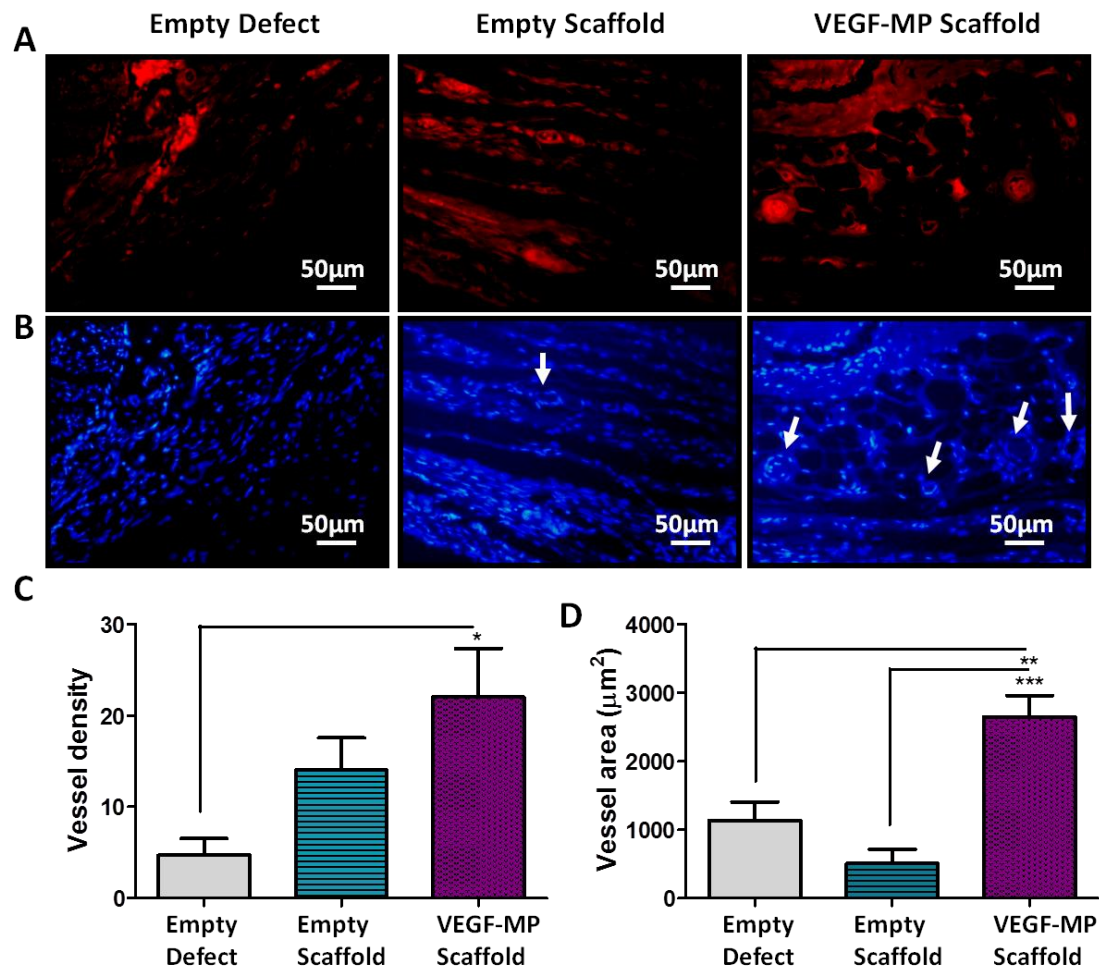 Empty Defect Empty Scaffold VEGF-MP Scaffold
A
50µm 50µm 50µm
B
50µm 50µm 50µm
C
30
20
10
0
Vessel density
*
Empty Defect
Empty Scaffold
VEGF-MP Scaffold
D
4000
3000
2000
1000
0
Vessel area (µm²)
**
***
Empty Defect
Empty Scaffold
VEGF-MP Scaffold